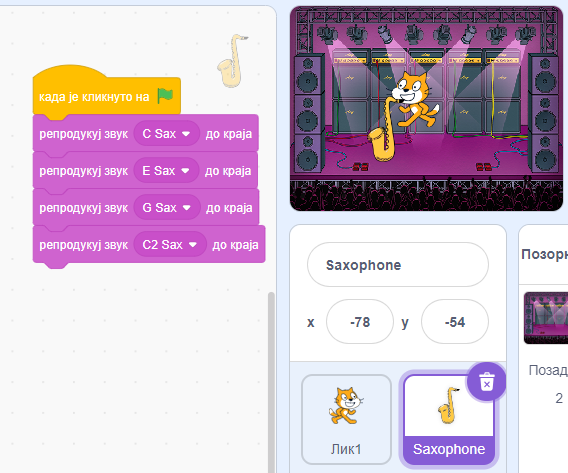 када је кликнуто на
репродукуј звук C Sax до краја
репродукуј звук E Sax до краја
репродукуј звук G Sax до краја
репродукуј звук C2 Sax до краја
Saxophone
x -78 y -54
Лик1
Saxophone
Позорн
Позад
2